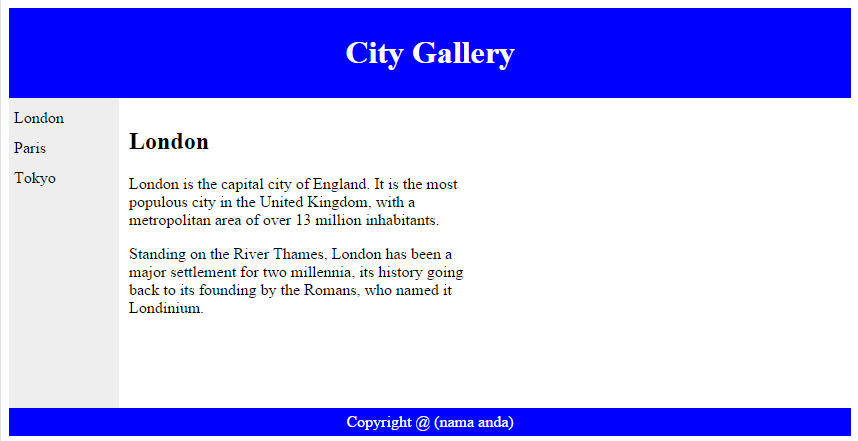 City Gallery
London
Paris
Tokyo
London
London is the capital city of England. It is the most
populous city in the United Kingdom, with a
metropolitan area of over 13 million inhabitants.
Standing on the River Thames, London has been a
major settlement for two millennia, its history going
back to its founding by the Romans, who named it
Londinium.
Copyright @ (nama anda)